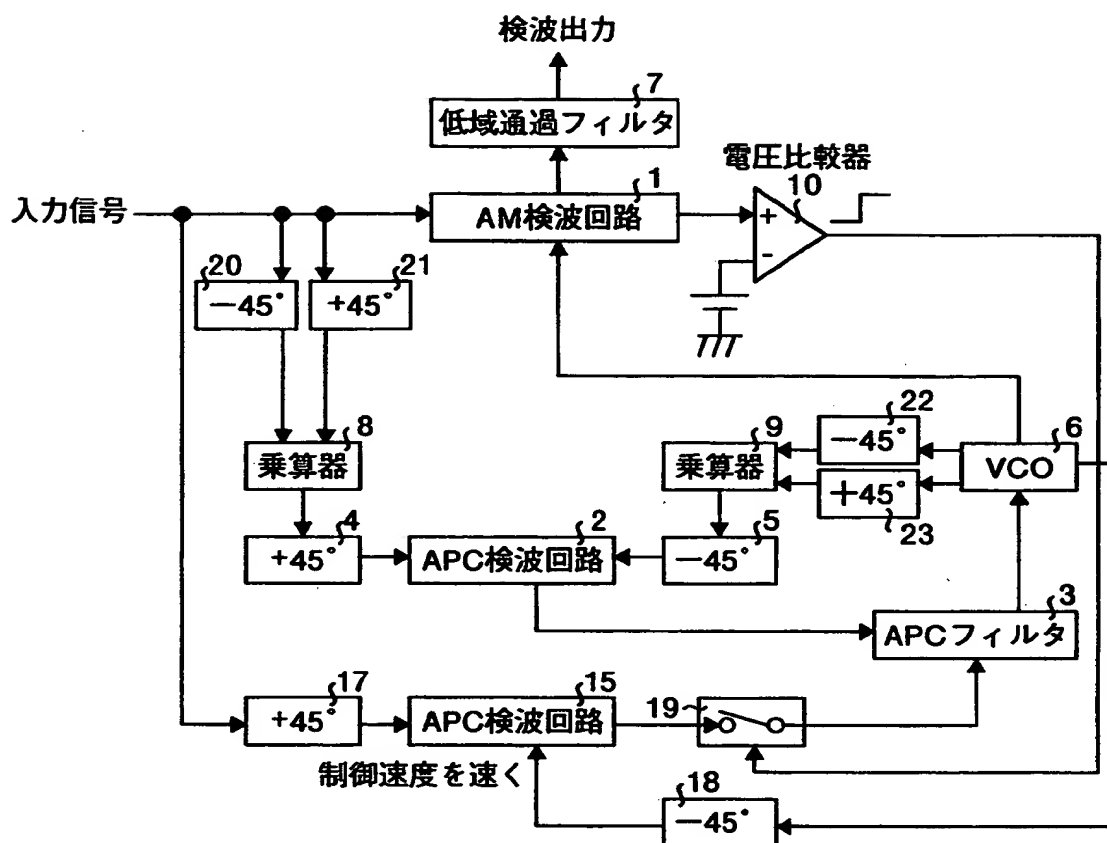 検波出力
7
低域通過フィルタ
電圧比較器
1
10
入力信号
AM検波回路
+
-
20
21
−45°
+45°
22
8
9
−45°
6
乗算器
乗算器
VCO
+45°
23
4
2
5
+45°
APC検波回路
−45°
3
APCフィルタ
17
15
+45°
APC検波回路
19
制御速度を速く
18
−45°